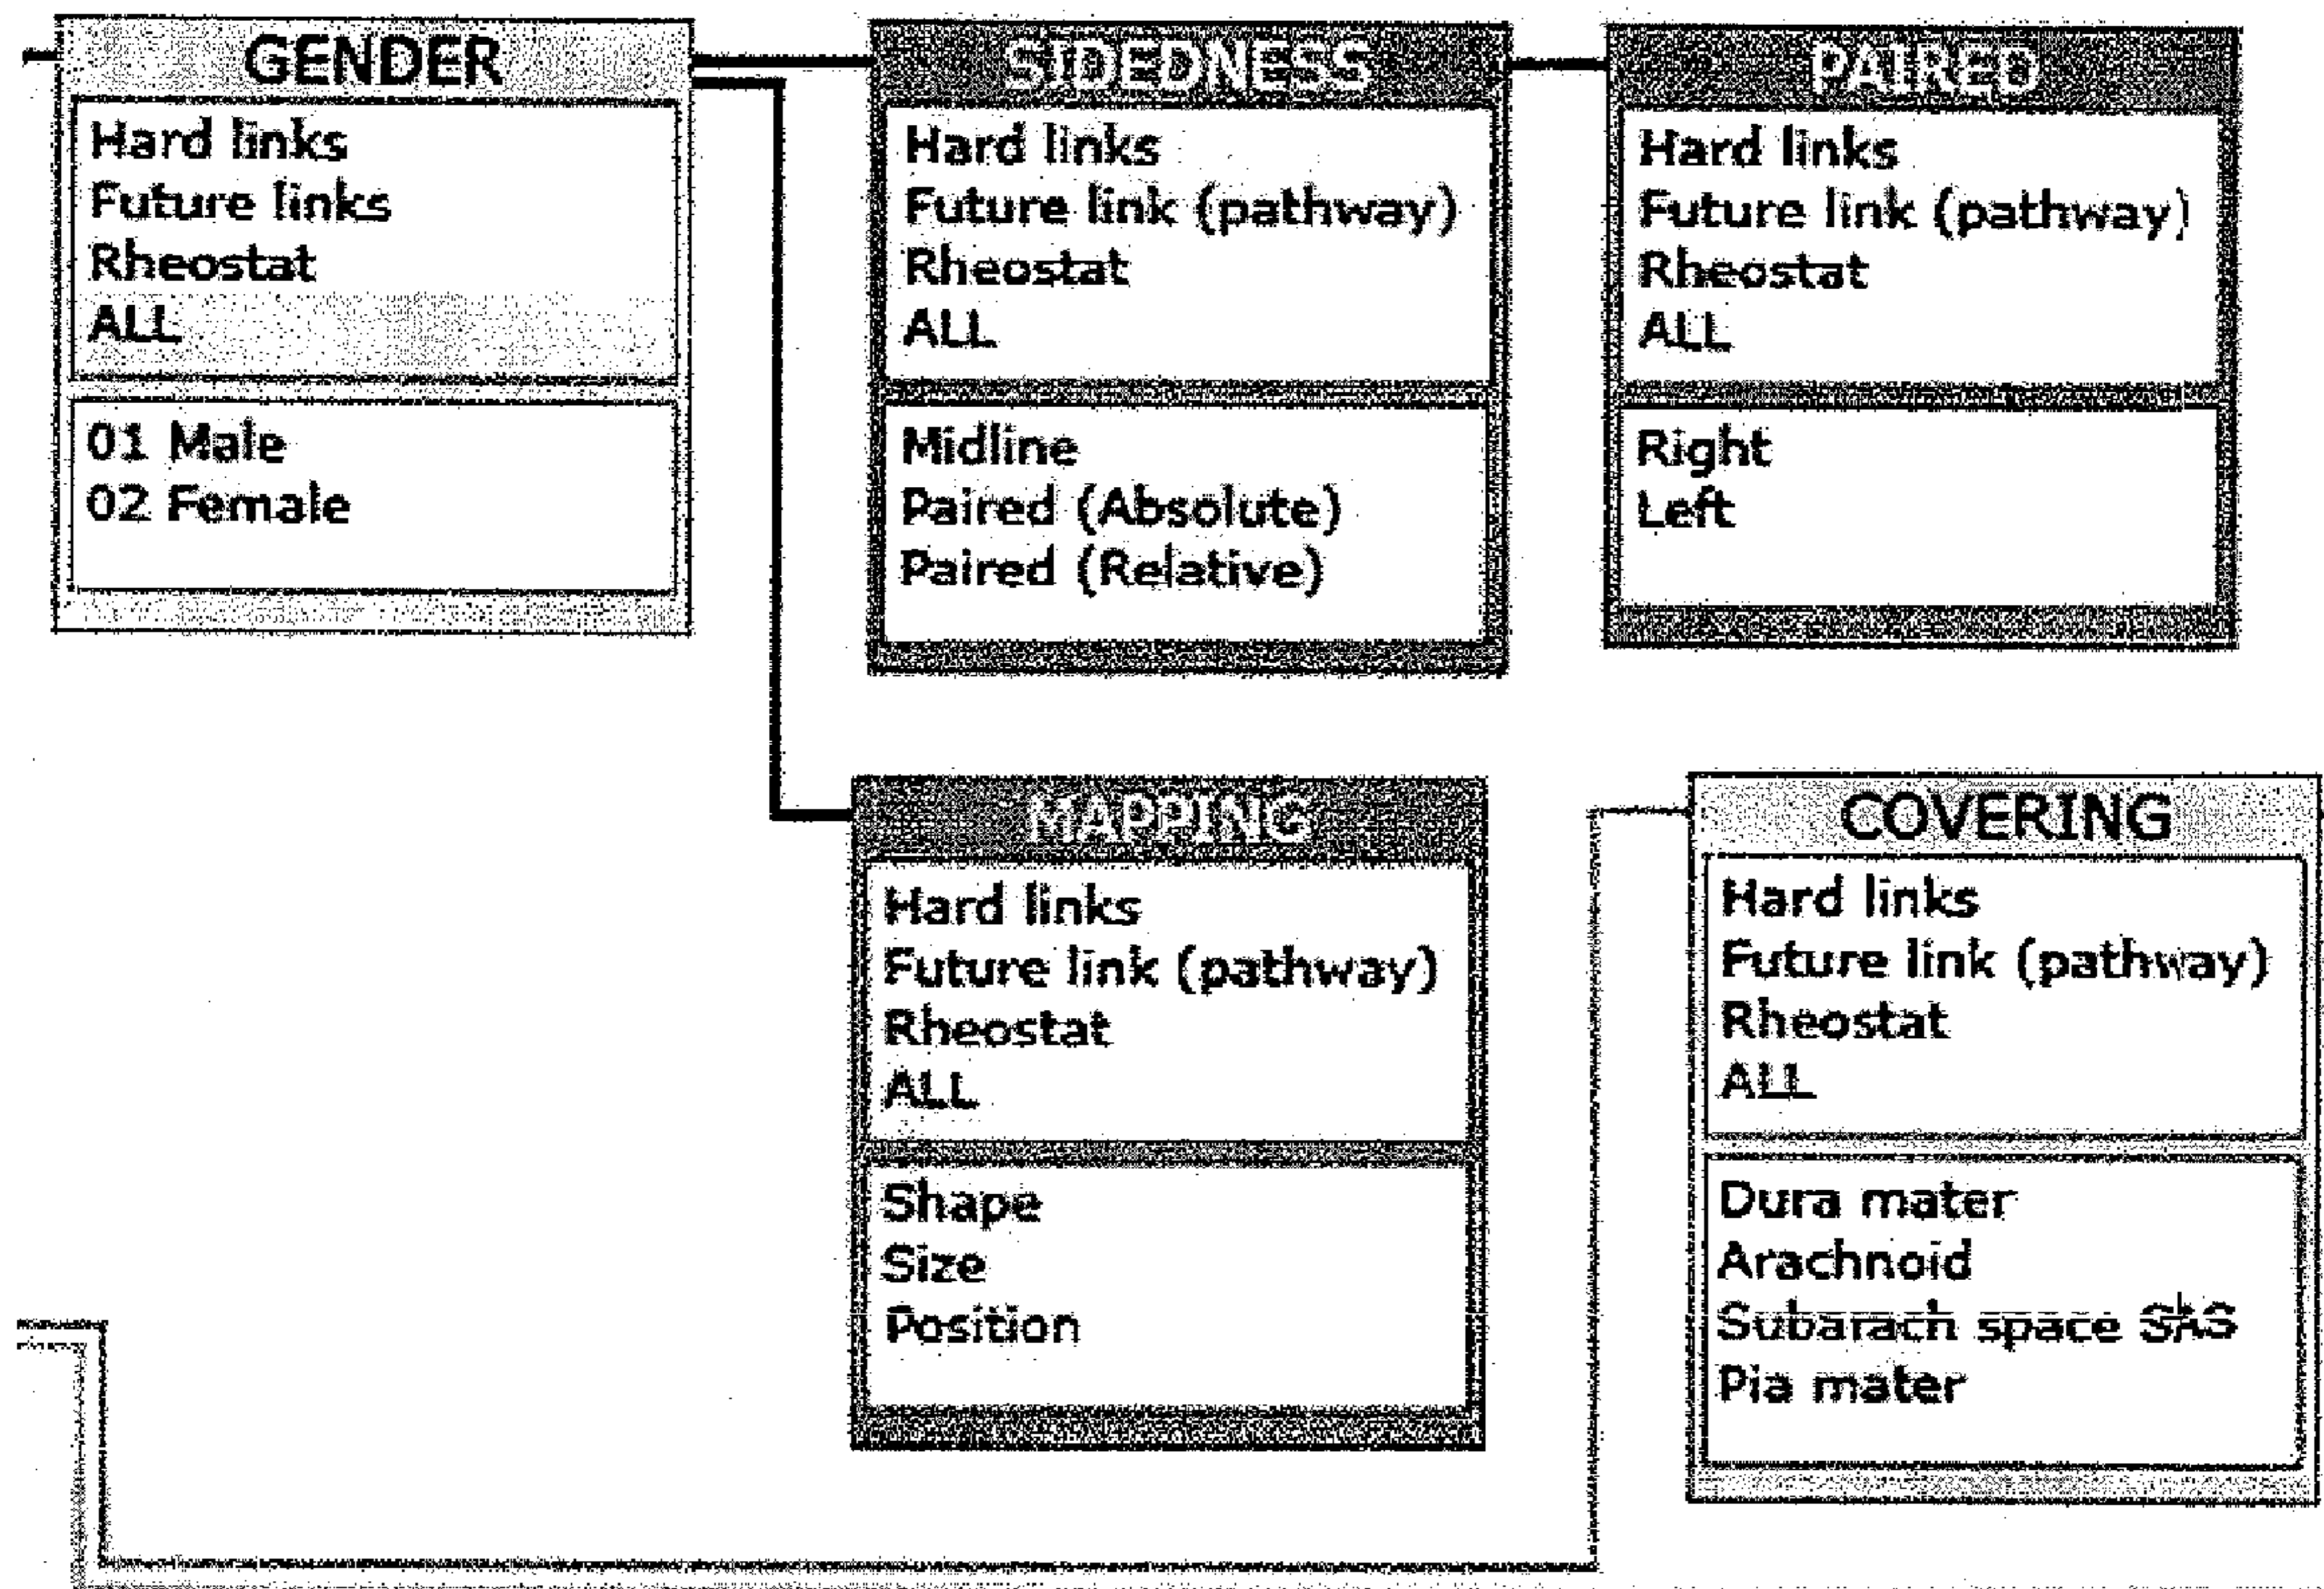 GENDER
Hard links
Future links
Rheostat
ALL
01 Male
02 Female
SIDEDNESS
Hard links
Future link (pathway)
Rheostat
ALL
Midline
Paired (Absolute)
Paired (Relative)
PAIRED
Hard links
Future link (pathway)
Rheostat
ALL
Right
Left
MAPPING
Hard links
Future link (pathway)
Rheostat
ALL
Shape
Size
Position
COVERING
Hard links
Future link (pathway)
Rheostat
ALL
Dura mater
Arachnoid
Subarach space SAS
Pia mater